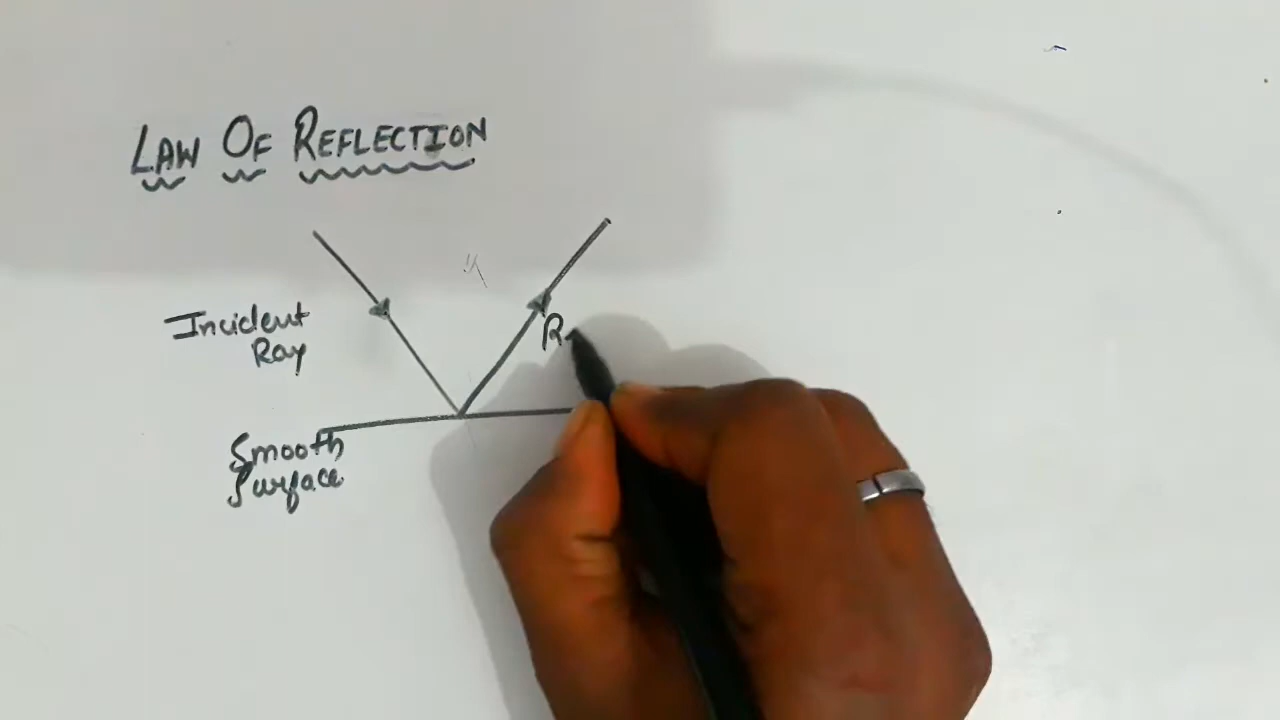 LAW OF REFLECTION
Incident
Ray
R
Smooth
Surface